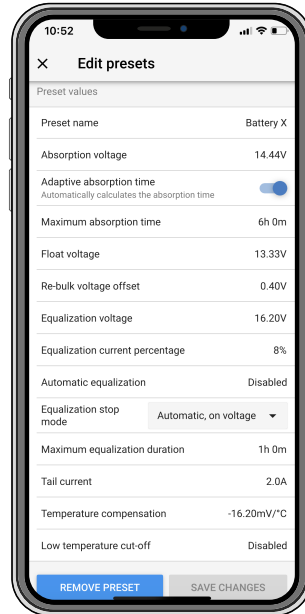 10:52
Edit presets
Preset values
Preset name Battery X
Absorption voltage 14.44V
Adaptive absorption time
Automatically calculates the absorption time
Maximum absorption time 6h 0m
Float voltage 13.33V
Re-bulk voltage offset 0.40V
Equalization voltage 16.20V
Equalization current percentage 8%
Automatic equalization Disabled
Equalization stop
mode Automatic, on voltage
Maximum equalization duration 1h 0m
Tail current 2.0A
Temperature compensation -16.20mV/°C
Low temperature cut-off Disabled
REMOVE PRESET SAVE CHANGES